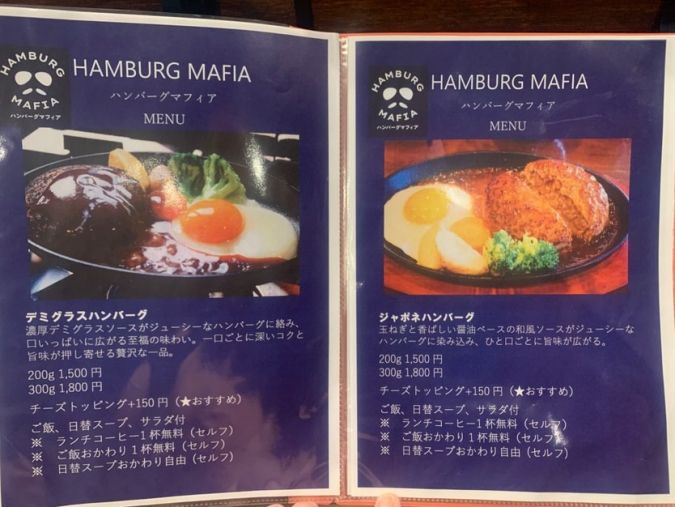 HAMBURG
MAFIA
ハンバーグマフィア
HAMBURG MAFIA
ハンバーグマフィア
MENU
デミグラスハンバーグ
濃厚デミグラスソースがジューシーなハンバーグに絡み、
口いっぱいに広がる至福の味わい。一口ごとに深いコクと
旨味が押し寄せる贅沢な一品。
200g 1,500 円
300g 1,800 円
チーズトッピング+150 円（★おすすめ）
ご飯、日替スープ、サラダ付
※ ランチコーヒー1 杯無料（セルフ）
※ ご飯おかわり 1 杯無料（セルフ）
※ 日替スープおかわり自由（セルフ）
HAMBURG
MAFIA
ハンバーグマフィア
HAMBURG MAFIA
ハンバーグマフィア
MENU
ジャポネハンバーグ
玉ねぎと香ばしい醤油ベースの和風ソースがジューシーな
ハンバーグに染み込み、ひと口ごとに旨味が広がる。
200g 1,500 円
300g 1,800 円
チーズトッピング+150 円（★おすすめ）
ご飯、日替スープ、サラダ付
※ ランチコーヒー1 杯無料（セルフ）
※ ご飯おかわり 1 杯無料（セルフ）
※ 日替スープおかわり自由（セルフ）